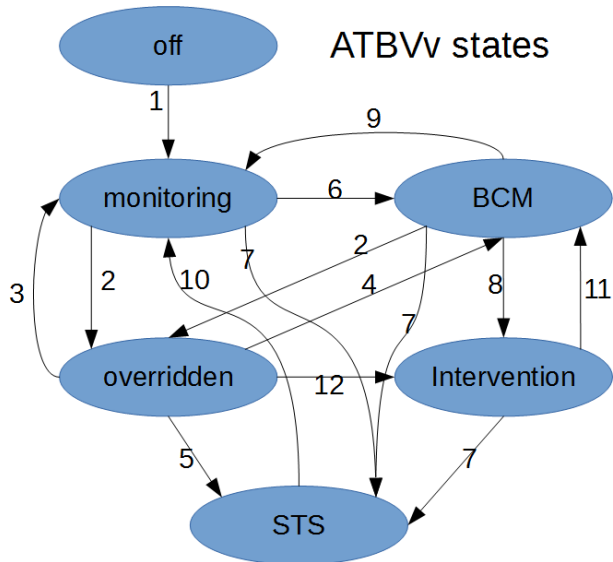 off
ATBVv states
1
9
monitoring
6
BCM
2
10
7
2
4
8
11
3
7
overridden
12
Intervention
5
7
STS